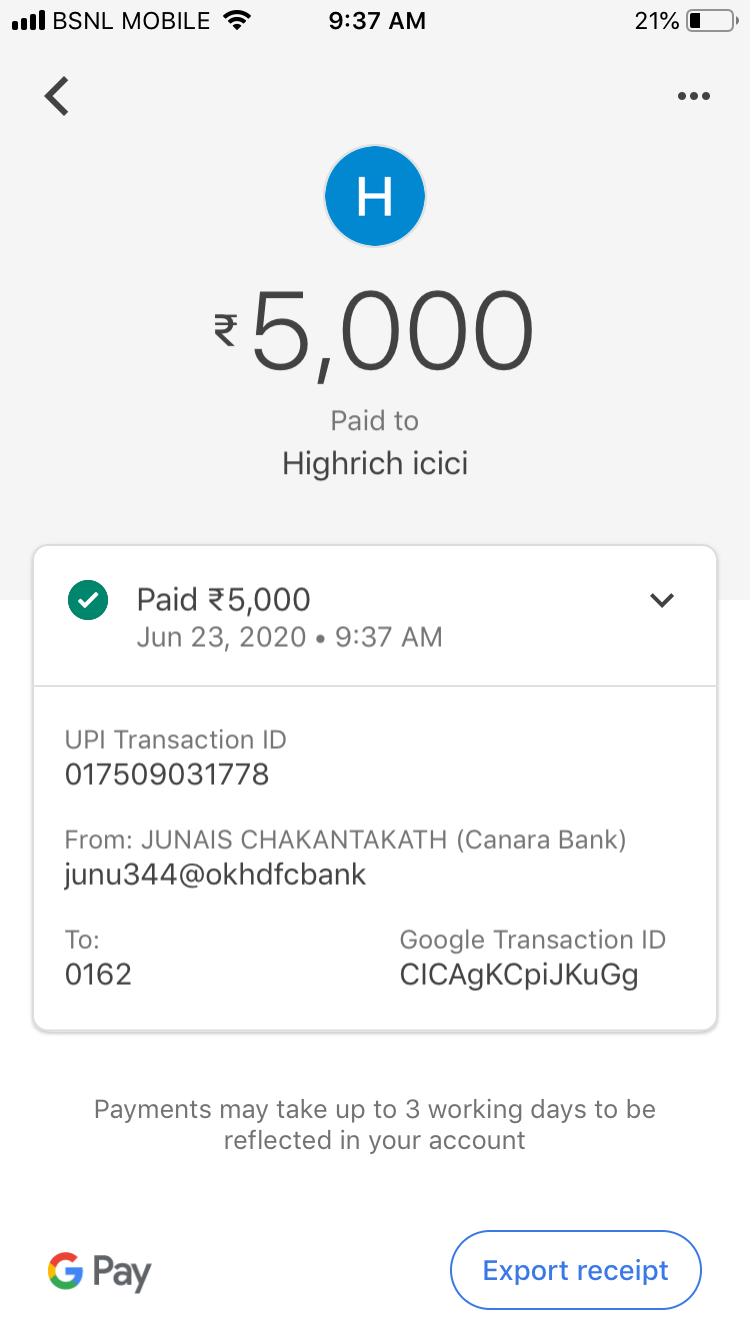 BSNL MOBILE 9:37 AM 21%
H
₹5,000
Paid to
Highrich icici
Paid ₹5,000
Jun 23, 2020 • 9:37 AM
UPI Transaction ID
017509031778
From: JUNAIS CHAKANTAKATH (Canara Bank)
junu344@okhdfcbank
To: Google Transaction ID
0162 CICAgKCpiJKuGg
Payments may take up to 3 working days to be
reflected in your account
G Pay Export receipt